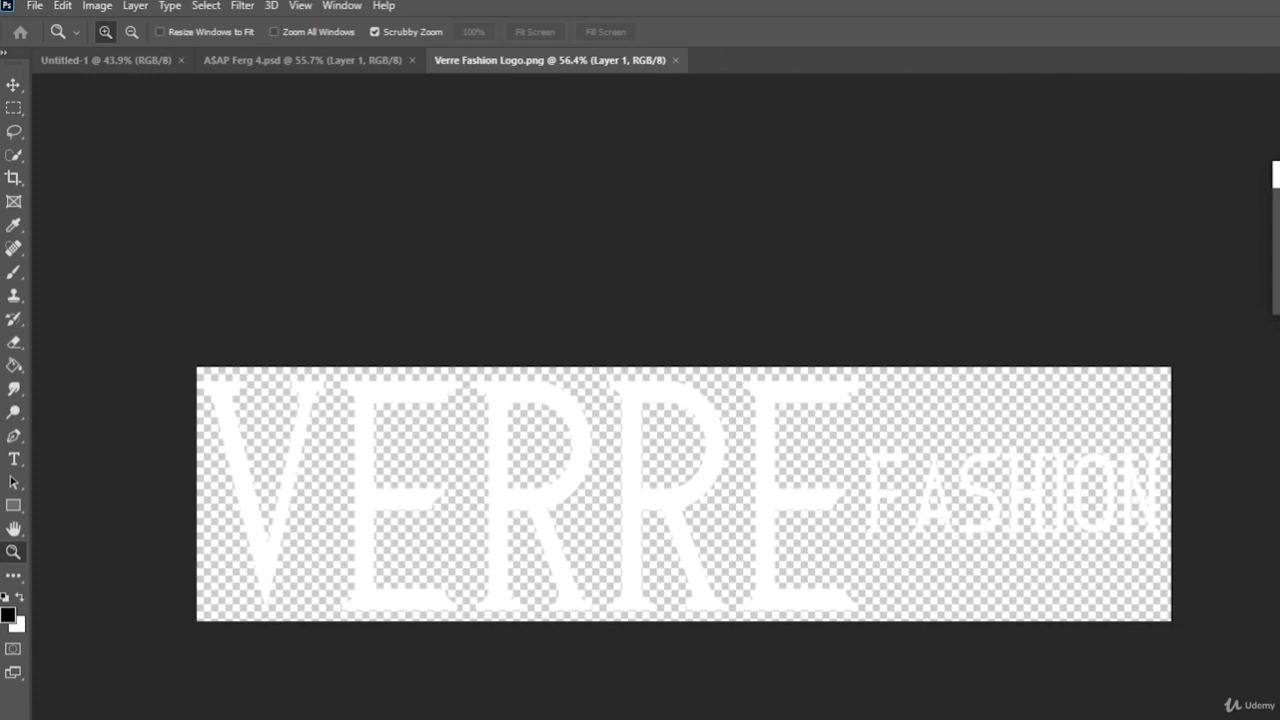 Ps File Edit Image Layer Type Select Filter 3D View Window Help
Resize Windows to Fit Zoom All Windows Scrubby Zoom 100% Fit Screen Fill Screen
Untitled-1 @ 43.9% (RGB/8) × A$AP Ferg 4.psd @ 55.7% (Layer 1, RGB/8) × Verre Fashion Logo.png @ 56.4% (Layer 1, RGB/8) ×
VERRE FASHION
Udemy